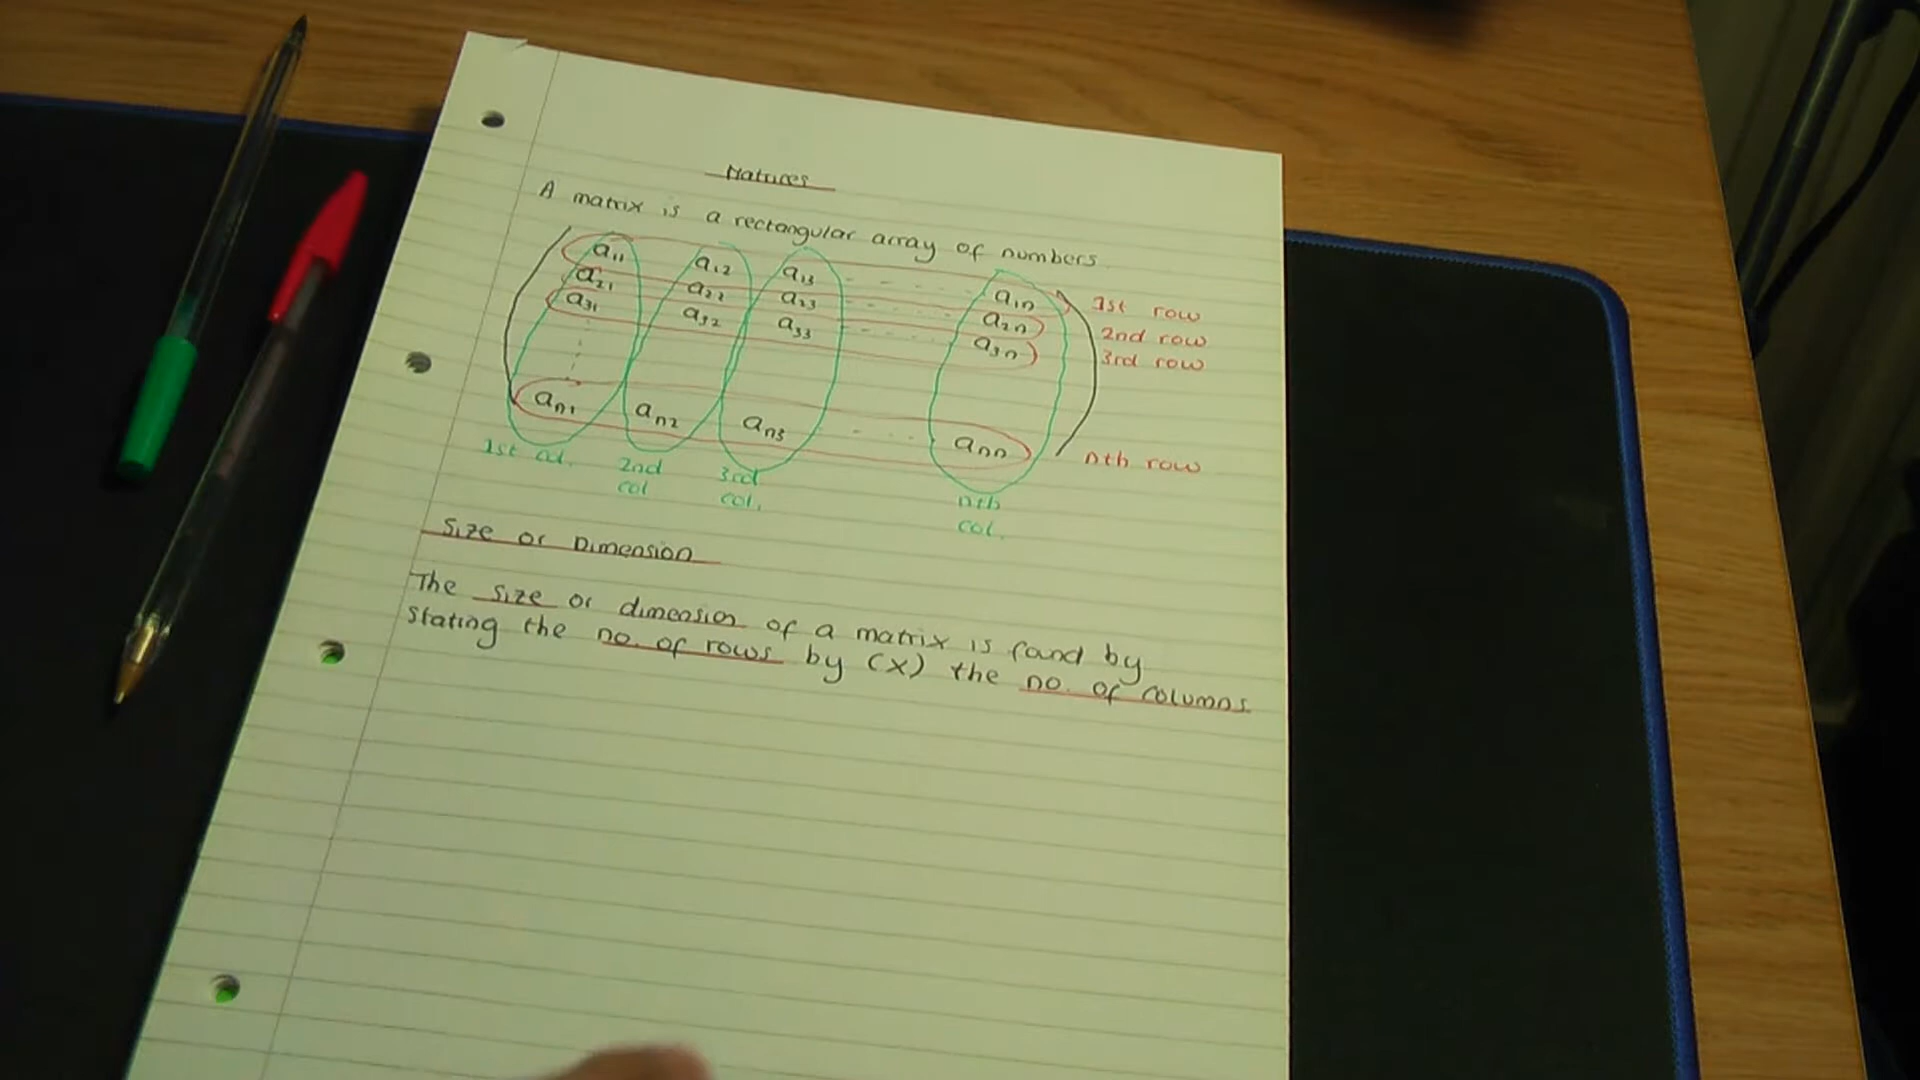 Matrices
A matrix is a rectangular array of numbers.
a11 a12 a13 - - - - a1n 1st row
a21 a22 a23 - - - - a2n 2nd row
a31 a32 a33 - - - - a3n 3rd row
an1 an2 an3 - - - - ann nth row
1st col. 2nd col 3rd col. nth col.
Size or Dimension
The size or dimension of a matrix is found by
stating the no. of rows by (x) the no. of columns